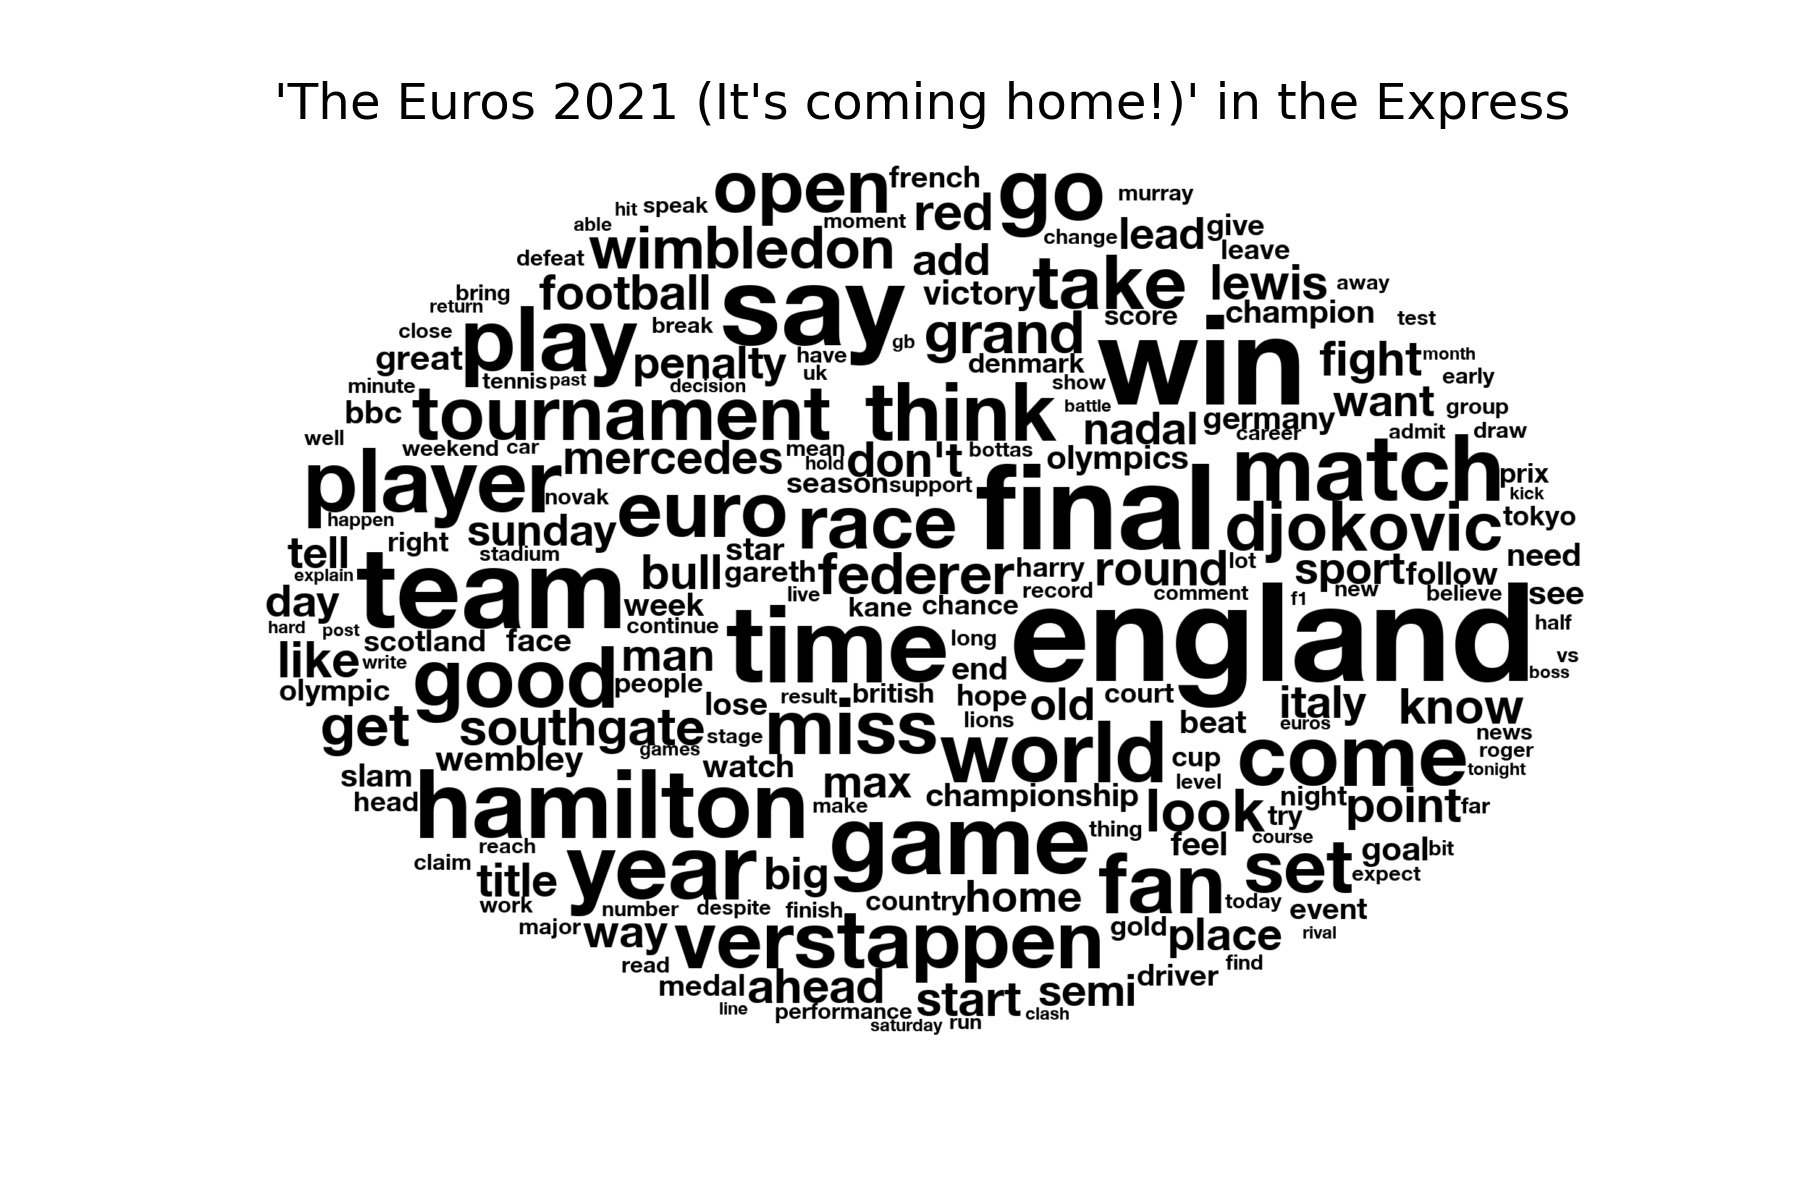 'The Euros 2021 (It's coming home!)' in the Express
open french go murray
hit speak moment red
able change lead give
defeat wimbledon add leave
bring football say victory take lewis away
return score champion test
close play break gb grand win
great penalty have denmark fight month
minute tennis past decision uk show early
bbc tournament think battle nadal germany want group
well weekend car mean career admit draw
player mercedes hold don't bottas olympics match prix
novak season support final kick
happen sunday euro race djokovic tokyo
tell right stadium star lot need
explain team bull gareth federer harry round sport follow
day week live kane chance record comment f1 new believe see
hard post scotland face continue time long england half
like write good man end vs
olympic people lose result british hope old court italy boss
get southgate stage miss lions beat euros know
games world news
wembley watch cup come roger
slam max level tonight
head hamilton make championship look night point far
reach game thing try
claim year feel course goal bit
title big fan set expect
work number despite finish country home today event
major way verstappen gold place rival
read driver find
medal ahead start semi
line performance clash
saturday run